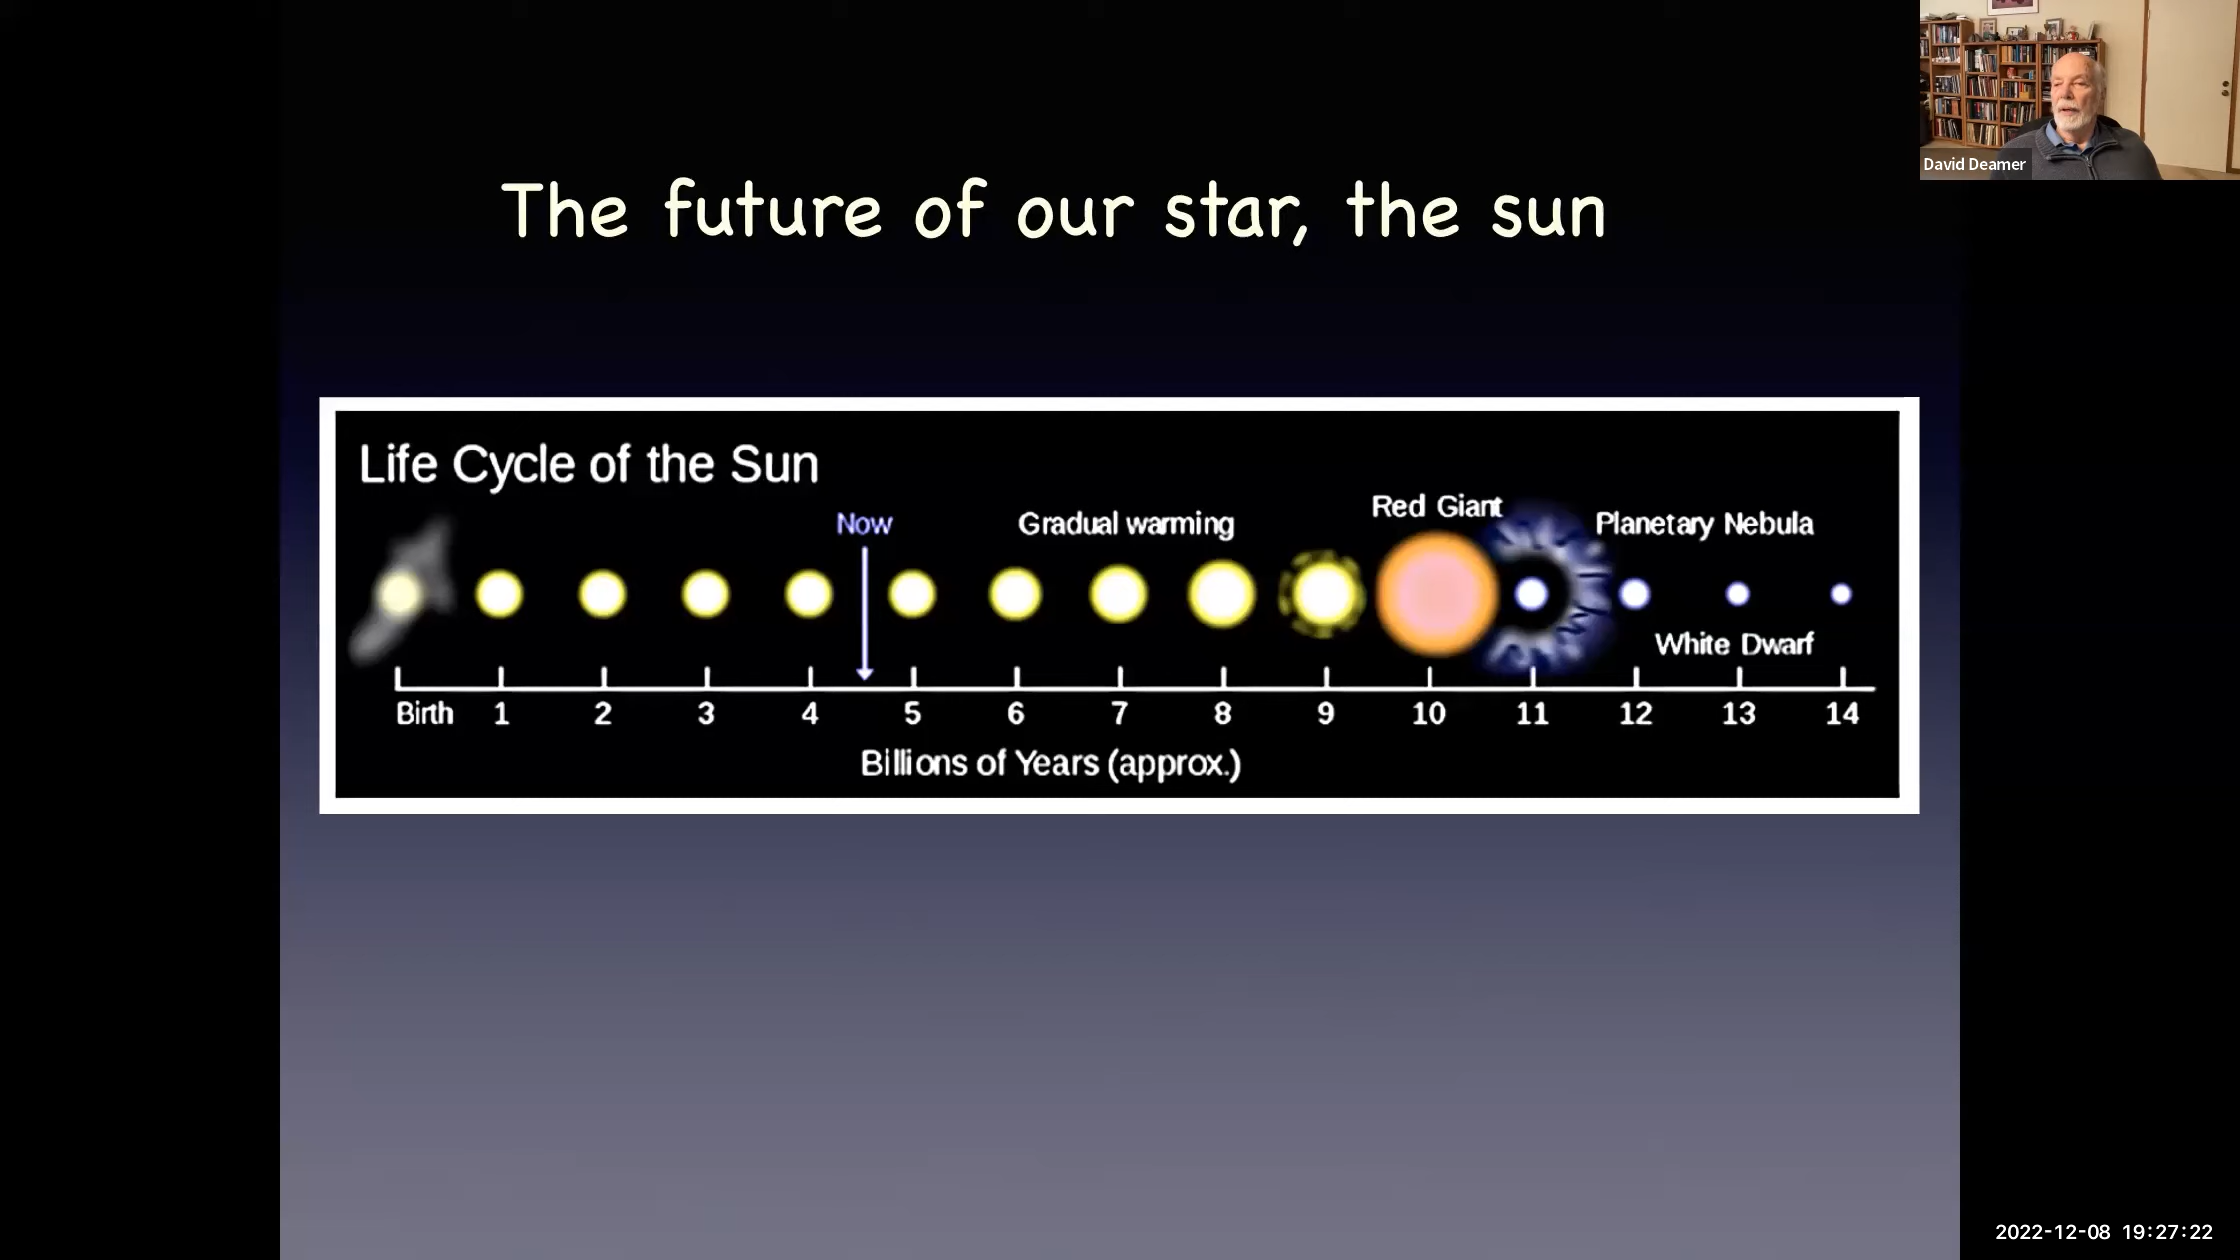 David Deamer
The future of our star, the sun
Life Cycle of the Sun
Now
Gradual warming
Red Giant
Planetary Nebula
White Dwarf
Birth 1 2 3 4 5 6 7 8 9 10 11 12 13 14
Billions of Years (approx.)
2022-12-08 19:27:22